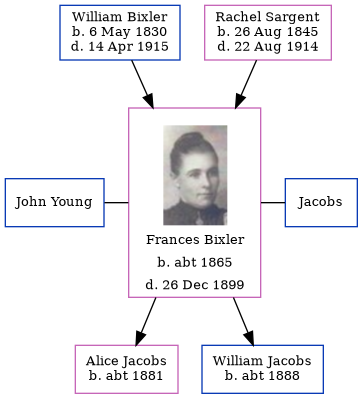 William Bixler
b. 6 May 1830
d. 14 Apr 1915
Rachel Sargent
b. 26 Aug 1845
d. 22 Aug 1914
John Young
Frances Bixler
b. abt 1865
d. 26 Dec 1899
Jacobs
Alice Jacobs
b. abt 1881
William Jacobs
b. abt 1888